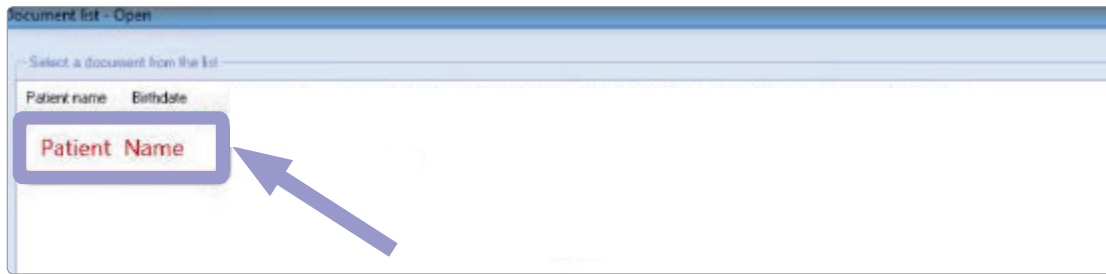 Document list - Open
Select a document from the list
Patient name Birthdate
Patient Name